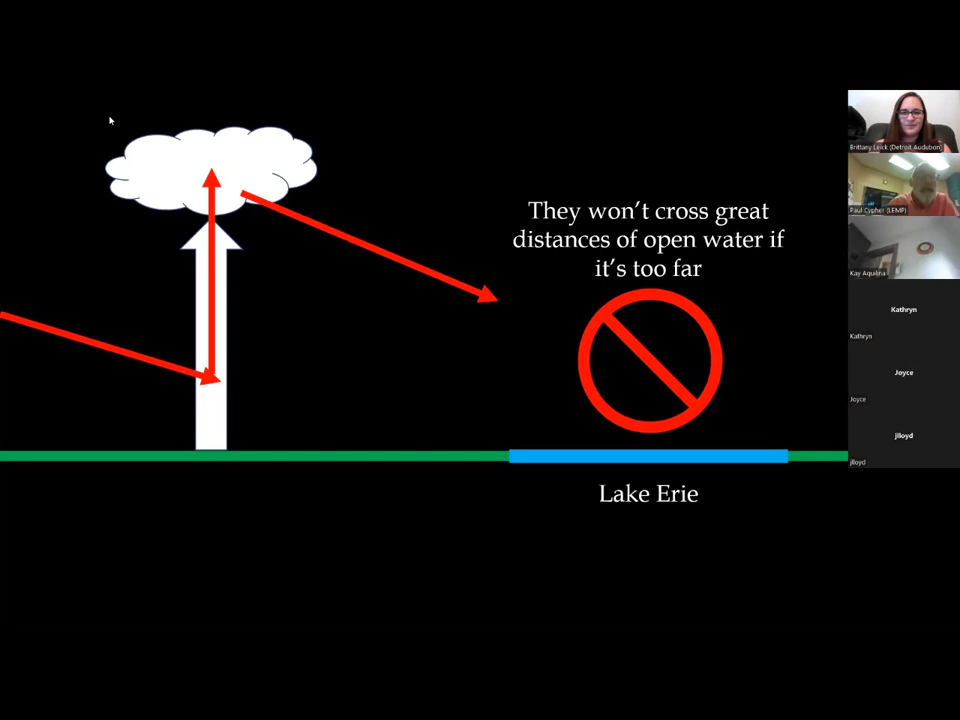 They won't cross great
distances of open water if
it's too far
Lake Erie
Brittany Leick (Detroit Audubon)
Paul Cypher (LEMP)
Kay Aquilina
Kathryn
Kathryn
Joyce
Joyce
jlloyd
jlloyd